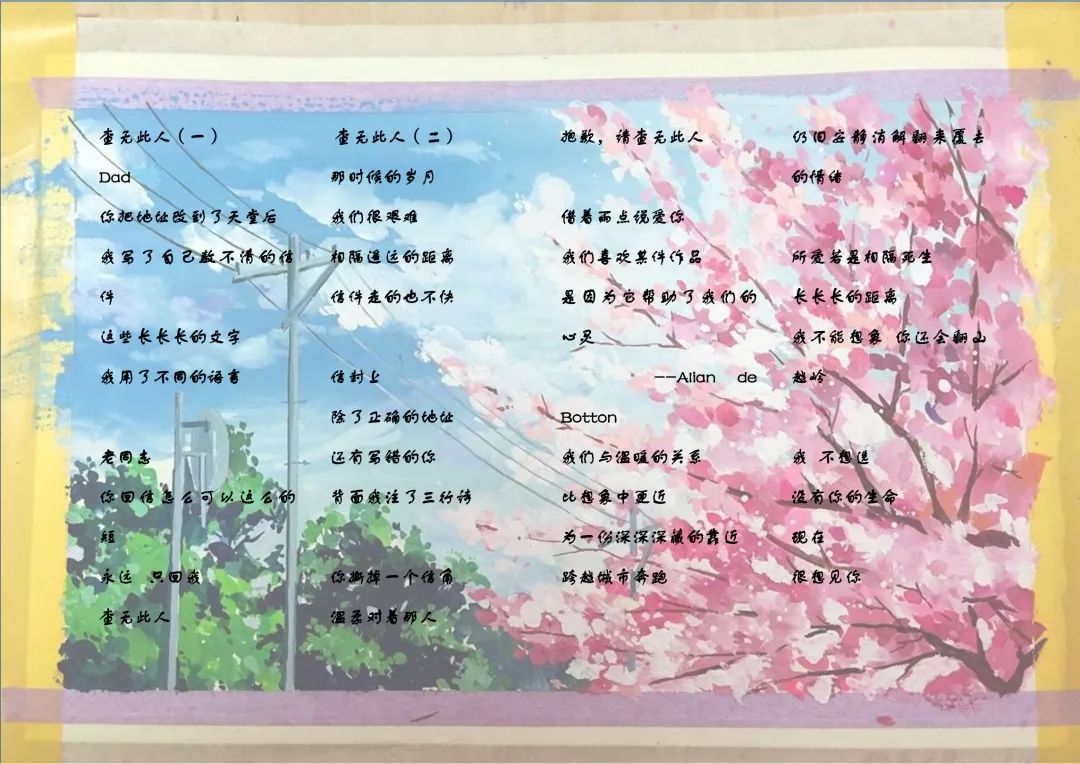 查无此人（一）
Dad
你把地址改到了天堂后
我写了自己数不清的信
件
这些长长长的文字
我用了不同的语言
老同志
你回信怎么可以这么的
短
永远 只回我
查无此人
查无此人（二）
那时候的岁月
我们很艰难
相隔遥远的距离
信件走的也不快
信封上
除了正确的地址
还有写错的你
背面我注了三行诗
你撕掉一个信角
温柔对着那人
抱歉，请查无此人
借着雨点说爱你
我们喜欢某件作品
是因为它帮助了我们的
心灵
——Alian de
Botton
我们与温暖的关系
比想象中更近
为一份深深深藏的靠近
跨越城市奔跑
仍旧安静消解翻来覆去
的情绪
所爱若是相隔死生
长长长的距离
我不能想象 你还会翻山
越岭
我 不想送
没有你的生命
现在
很想见你